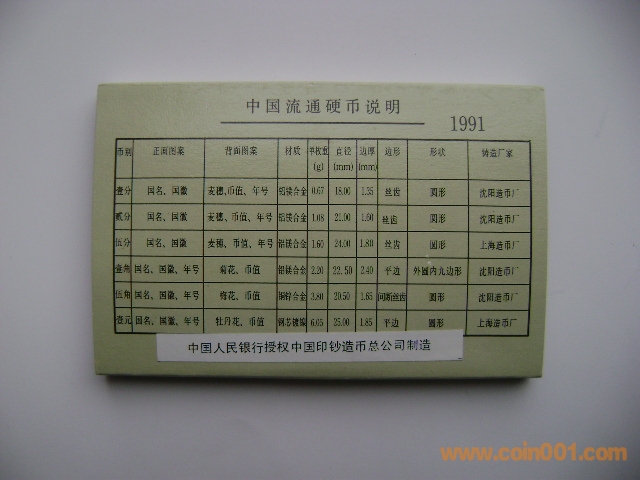 中国流通硬币说明
1991
币别 正面图案 背面图案 材质 单枚重(g) 直径(mm) 边厚(mm) 边形 形状 铸造厂家
壹分 国名、国徽 麦穗、币值、年号 铝镁合金 0.67 18.00 1.35 丝齿 圆形 沈阳造币厂
贰分 国名、国徽 麦穗、币值、年号 铝镁合金 1.08 21.00 1.60 丝齿 圆形 沈阳造币厂
伍分 国名、国徽 麦穗、币值、年号 铝镁合金 1.60 24.00 1.80 丝齿 圆形 上海造币厂
壹角 国名、国徽、年号 菊花、币值 铝镁合金 2.20 22.50 2.40 平边 外圆内九边形 沈阳造币厂
伍角 国名、国徽、年号 梅花、币值 铜锌合金 3.80 20.50 1.65 间断丝齿 圆形 沈阳造币厂
壹元 国名、国徽、年号 牡丹花、币值 钢芯镀镍 6.05 25.00 1.85 平边 圆形 上海造币厂
中国人民银行授权中国印钞造币总公司制造
www.coin001.com